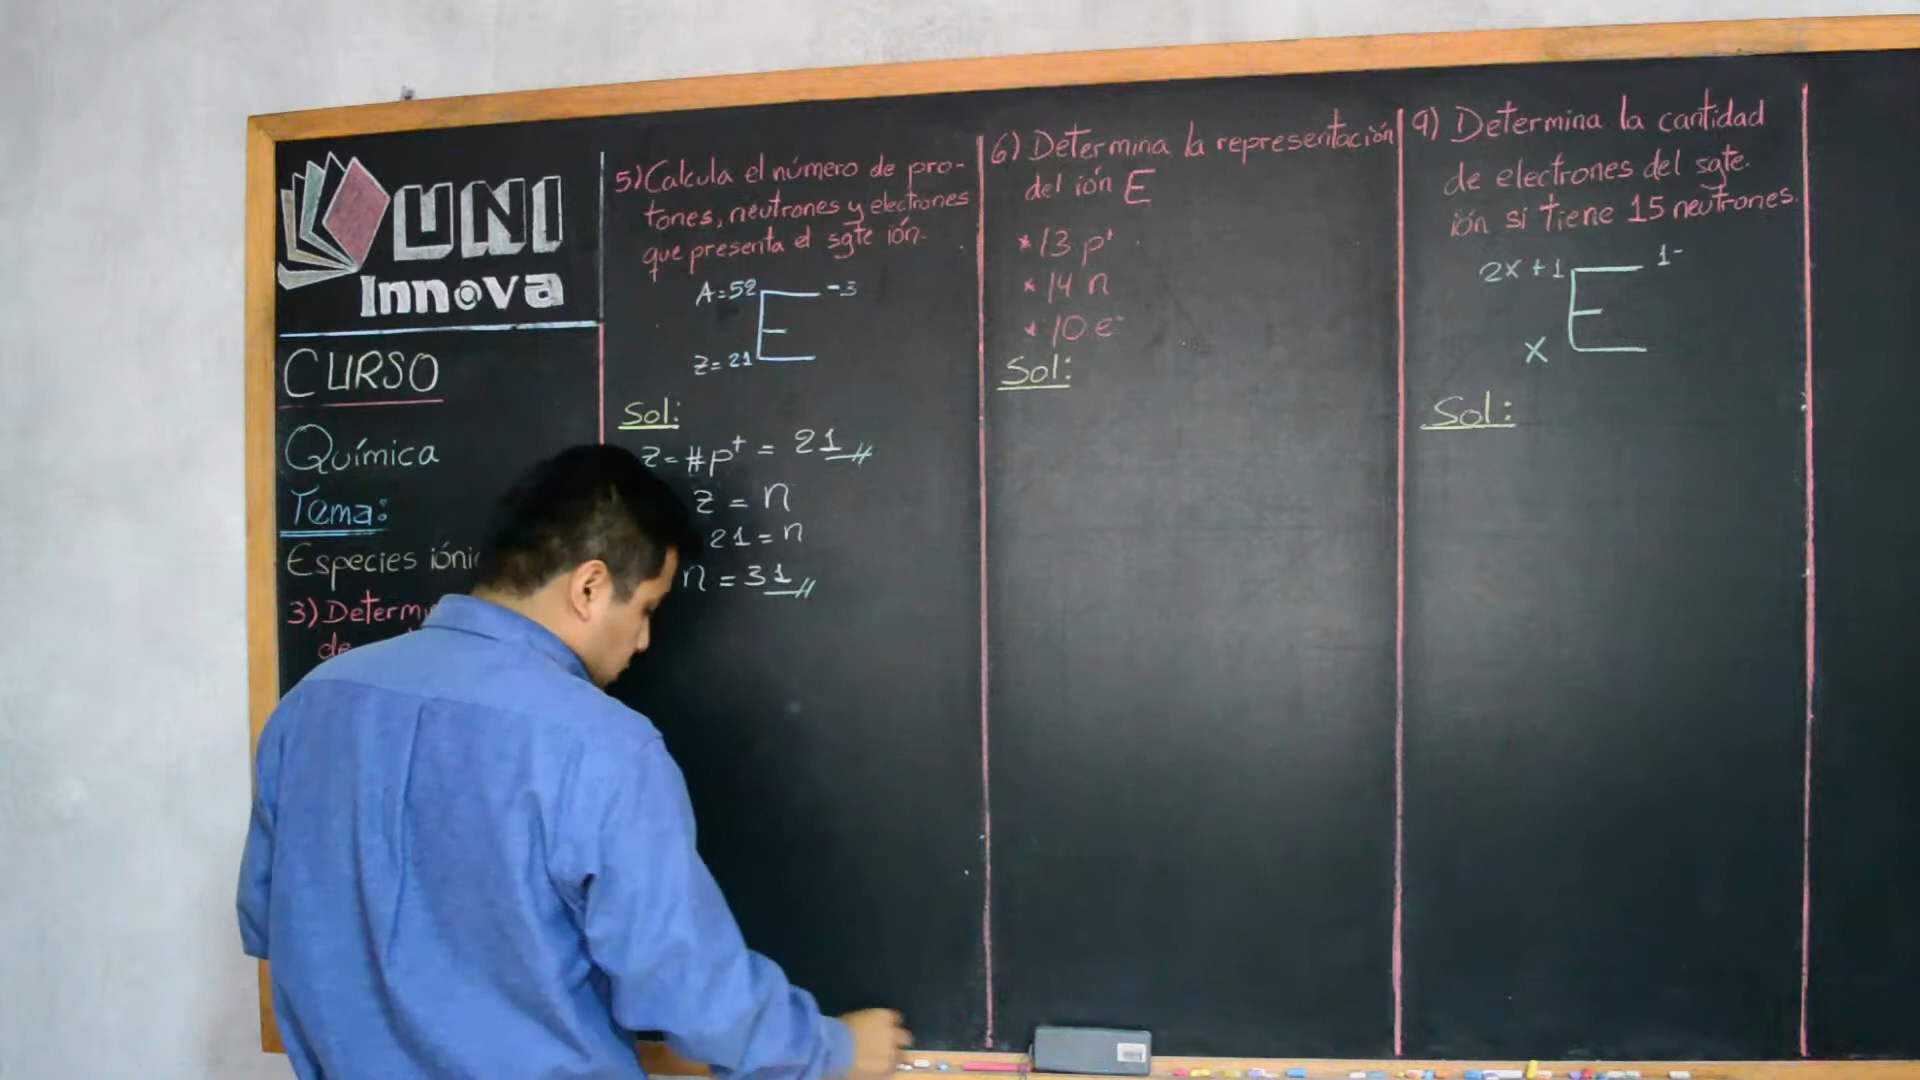 UNI
Innova
CURSO
Química
Tema:
Especies
3)
de
5) Calcula el número de pro-
tones, neutrones y electrones
que presenta el sgte ión.
A=52 E -3
Z=21
Sol:
Z=#p+ = 21
Z = n
21 = n
n = 31
6) Determina la representación
del ión E
* 13 p+
* 14 n
* 10 e-
Sol:
9) Determina la cantidad
de electrones del sgte.
ión si tiene 15 neutrones.
2x+1 E 1-
x
Sol: